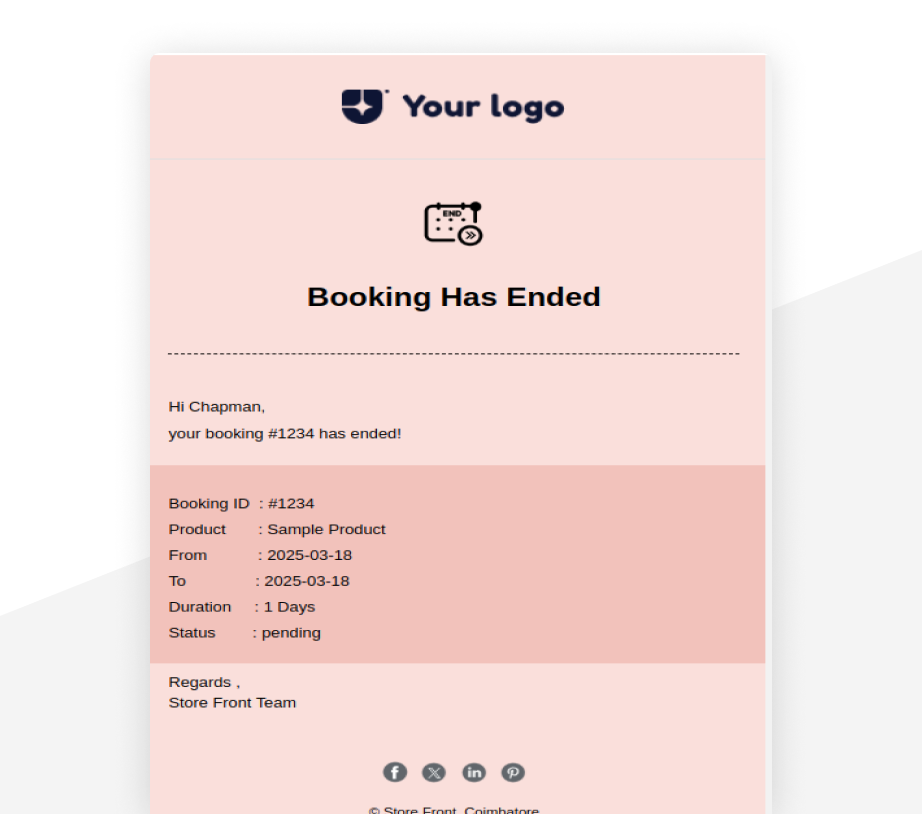 Your logo
END
Booking Has Ended
Hi Chapman,
your booking #1234 has ended!
Booking ID : #1234
Product : Sample Product
From : 2025-03-18
To : 2025-03-18
Duration : 1 Days
Status : pending
Regards ,
Store Front Team
© Store Front, Coimbatore